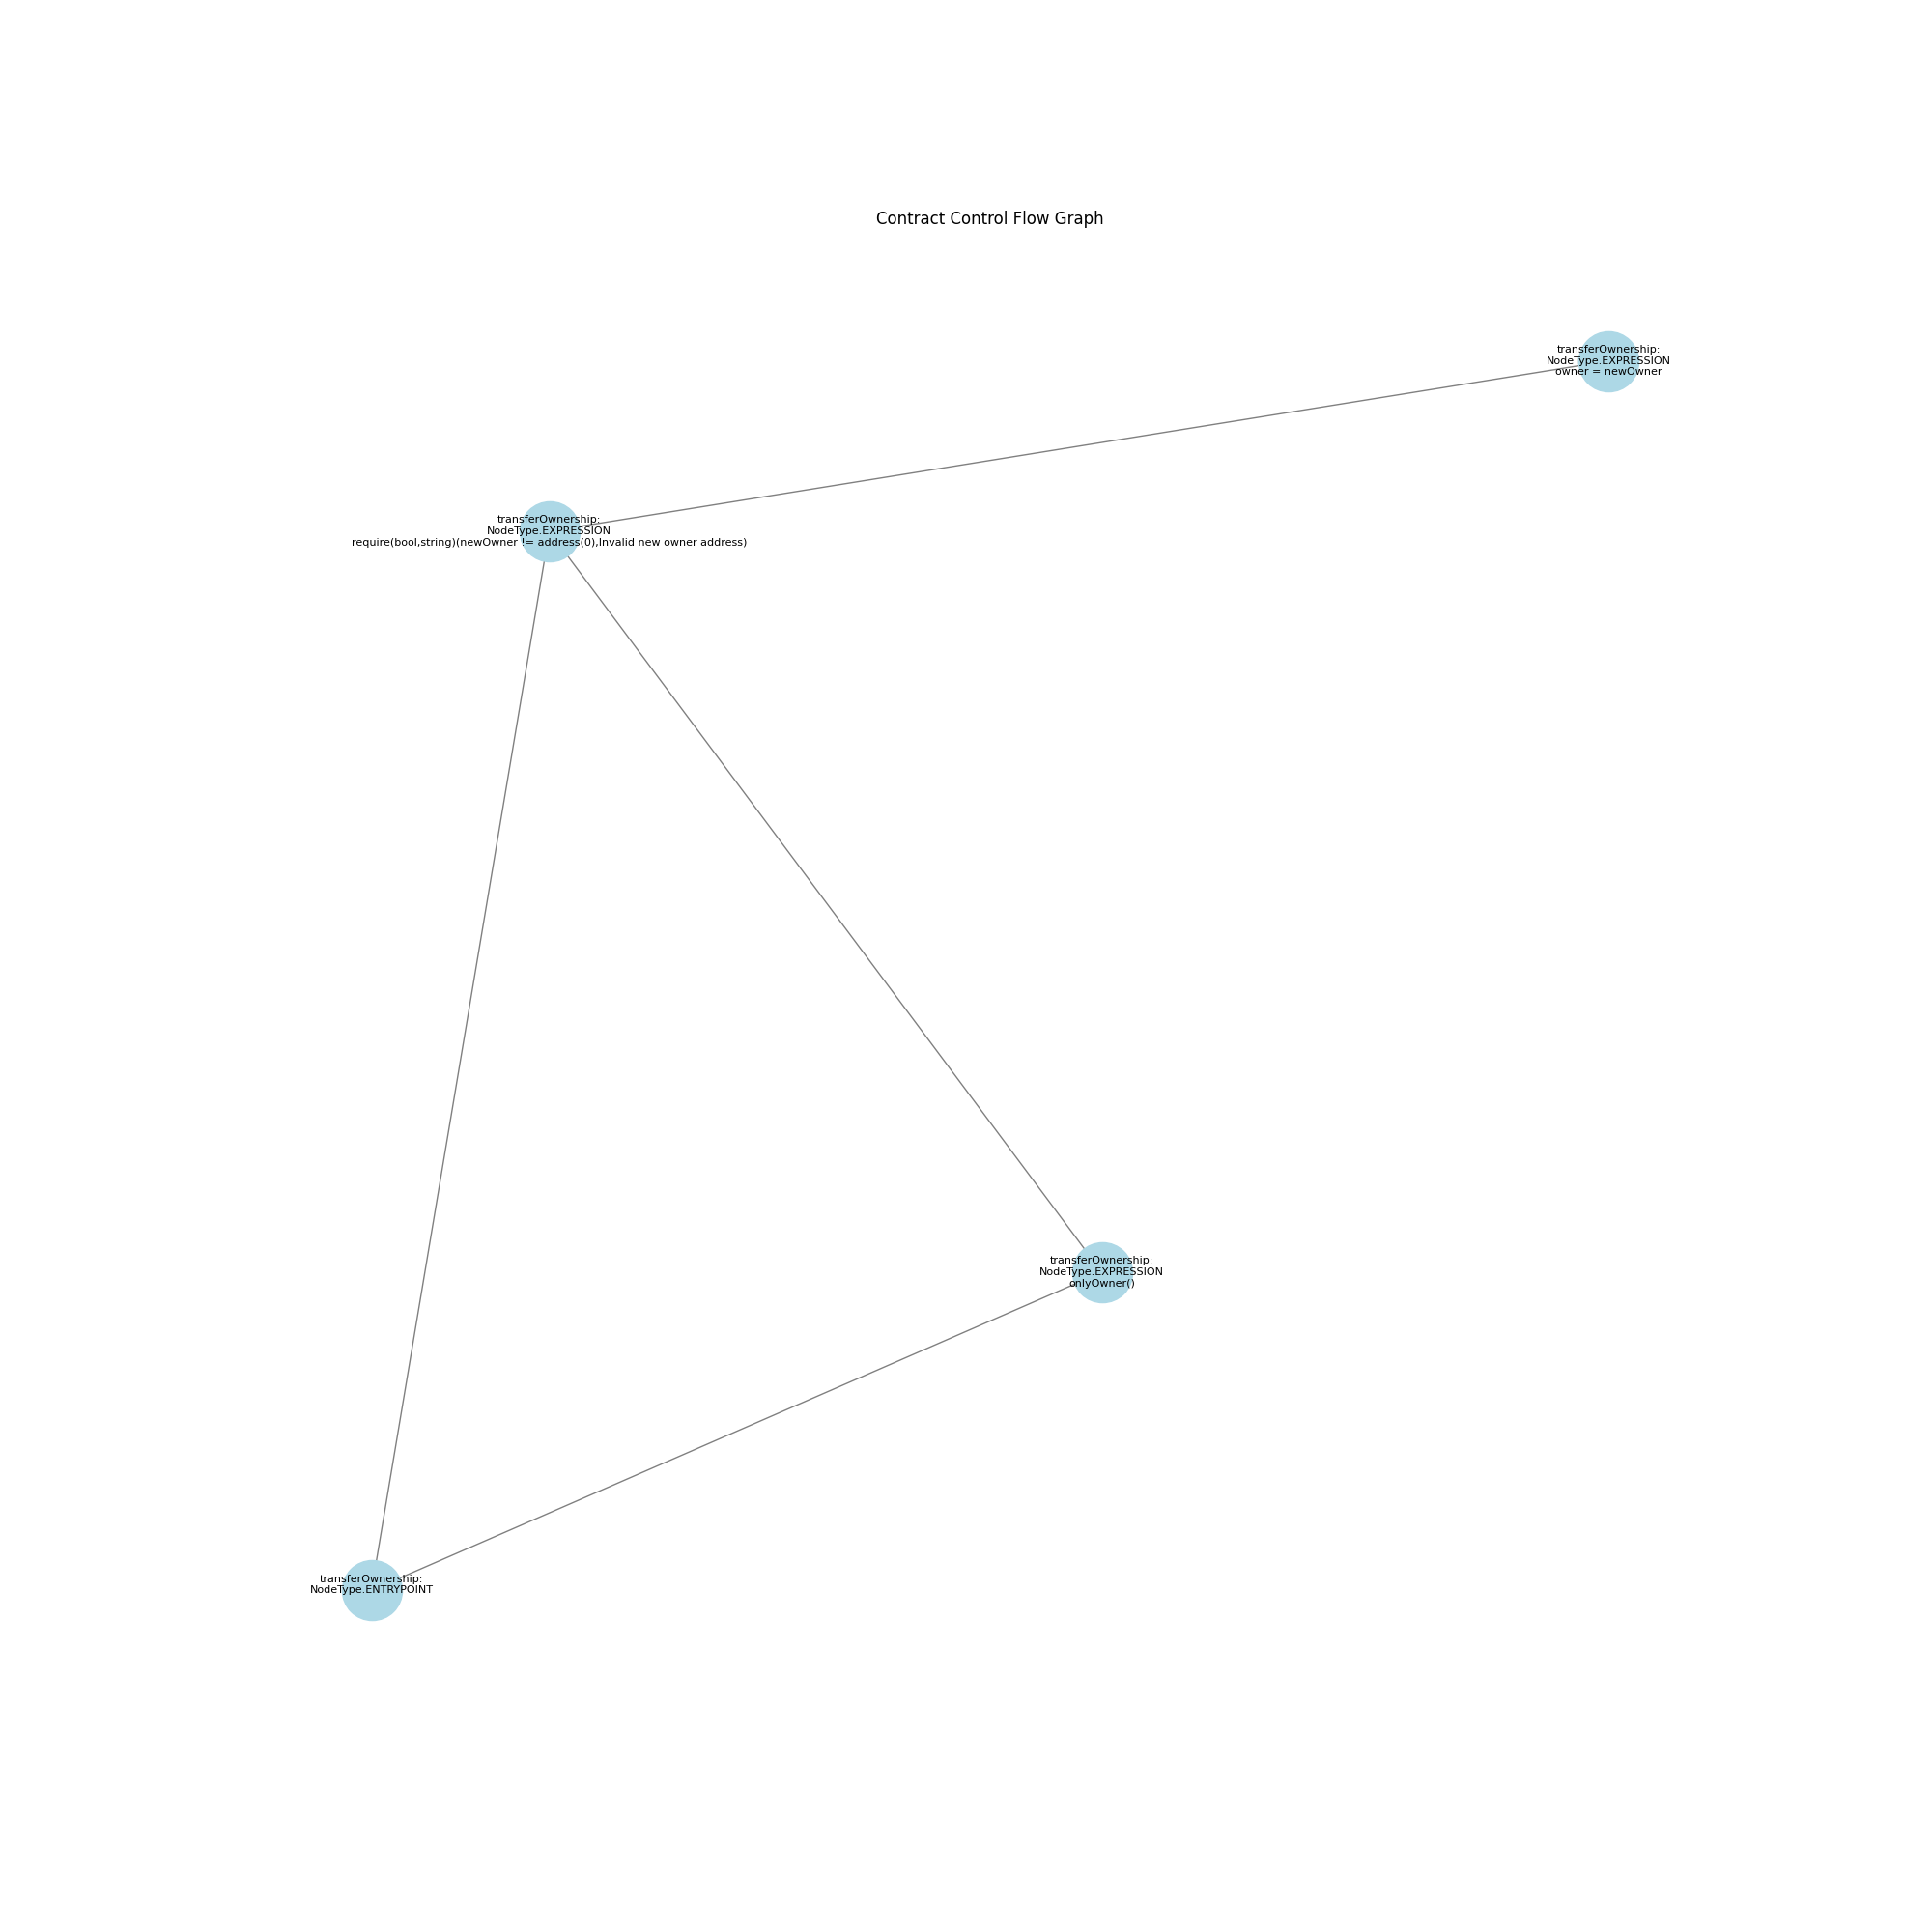 Contract Control Flow Graph
transferOwnership:
NodeType.EXPRESSION
owner = newOwner
transferOwnership:
NodeType.EXPRESSION
require(bool,string)(newOwner != address(0),Invalid new owner address)
transferOwnership:
NodeType.EXPRESSION
onlyOwner()
transferOwnership:
NodeType.ENTRYPOINT